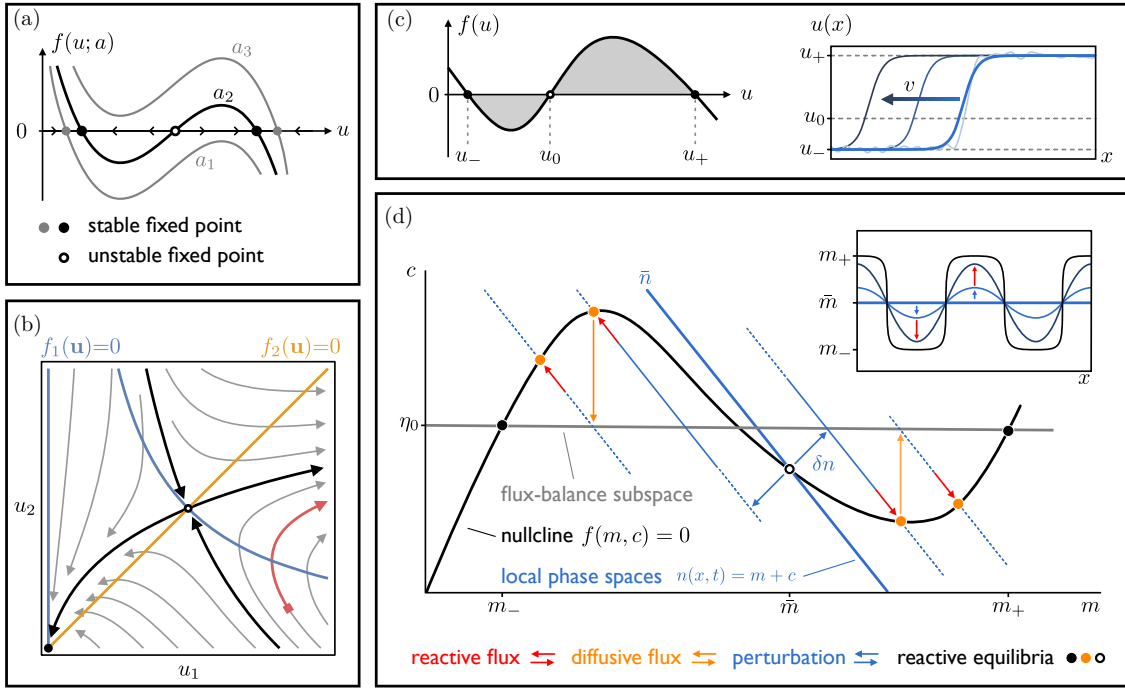 (a)
f(u; a)
a₃
a₂
0
u
a₁
stable fixed point
unstable fixed point
(b)
f₁(u)=0
f₂(u)=0
u₂
u₁
(c)
f(u)
0
u
u₋
u₀
u₊
u(x)
u₊
v
u₀
u₋
x
(d)
c
n̄
m₊
m̄
m₋
x
η₀
δn
flux-balance subspace
nullcline f(m, c) = 0
local phase spaces n(x, t) = m + c
m₋
m̄
m₊
m
reactive flux
diffusive flux
perturbation
reactive equilibria